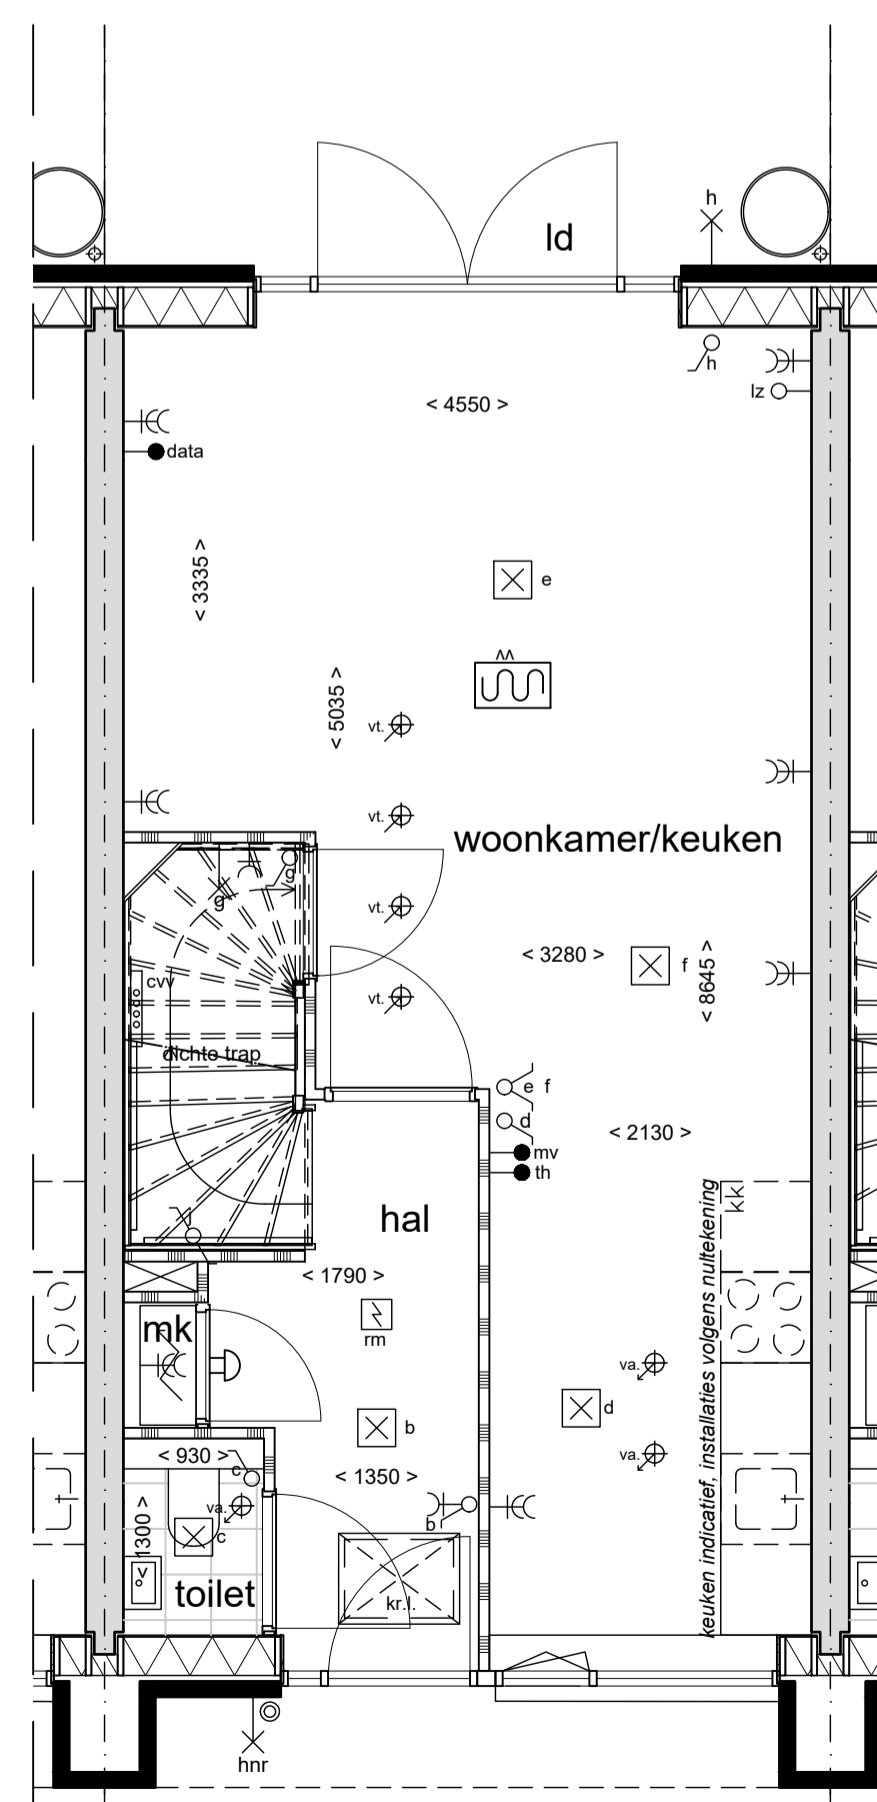 h
ld
h
lz
< 4550 >
data
< 3335 >
e
< 5035 >
vt.
vt.
woonkamer/keuken
g
g
vt.
< 3280 >
f
< 8645 >
cvv
vt.
dichte trap
e f
d
< 2130 >
mv
th
kk
hal
j
< 1790 >
keuken indicatief, installaties volgens nultekening
mk
rm
va.
d
b
< 930 >
c
< 1350 >
va.
va.
b
c
< 1300 >
toilet
kr.l.
hnr